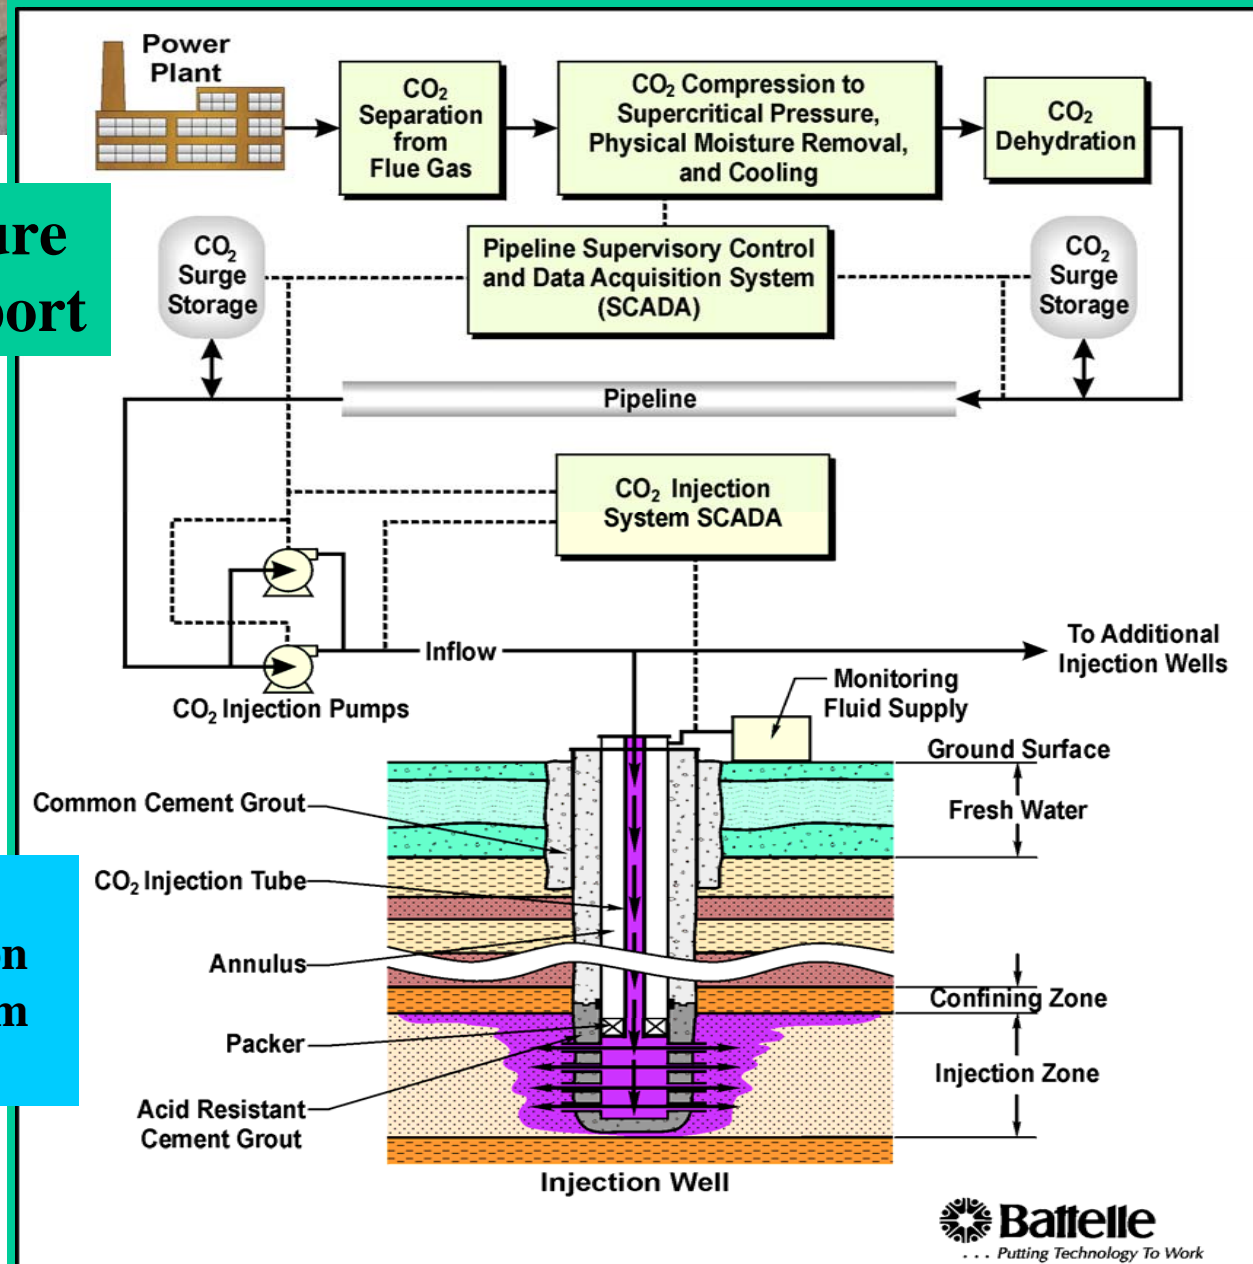 Power
Plant
CO₂
Separation
from
Flue Gas
CO₂ Compression to
Supercritical Pressure,
Physical Moisture Removal,
and Cooling
CO₂
Dehydration
CO₂
Surge
Storage
Pipeline Supervisory Control
and Data Acquisition System
(SCADA)
CO₂
Surge
Storage
Pipeline
CO₂ Injection
System SCADA
Inflow
To Additional
Injection Wells
CO₂ Injection Pumps
Monitoring
Fluid Supply
Ground Surface
Common Cement Grout
Fresh Water
CO₂ Injection Tube
Annulus
Confining Zone
Packer
Injection Zone
Acid Resistant
Cement Grout
Injection Well
Battelle
. . . Putting Technology To Work